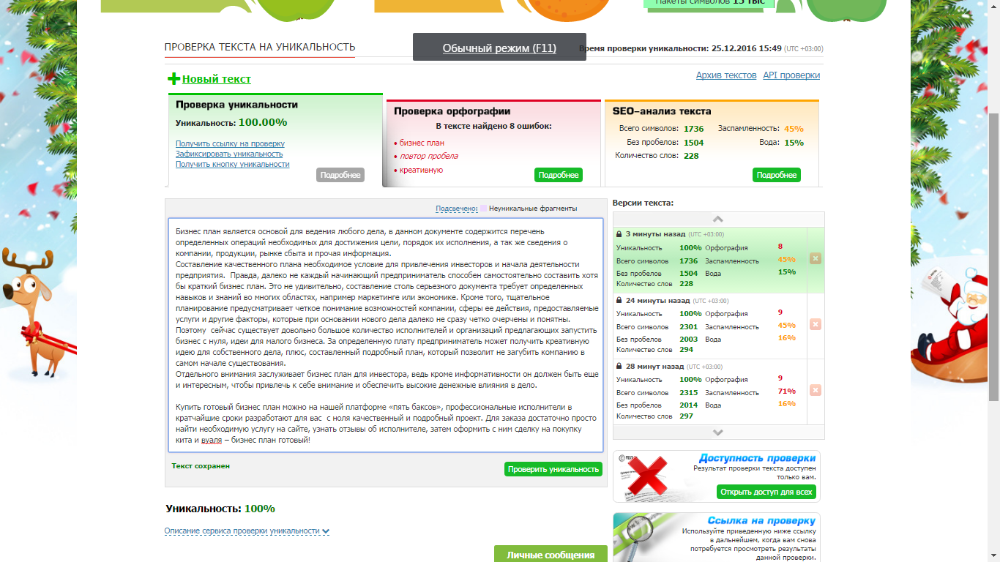 Пакеты символов 15 тыс
ПРОВЕРКА ТЕКСТА НА УНИКАЛЬНОСТЬ
Обычный режим (F11)
Время проверки уникальности: 25.12.2016 15:49 (UTC +03:00)
Новый текст
Архив текстов API проверки
Проверка уникальности
Уникальность: 100.00%
Получить ссылку на проверку
Зафиксировать уникальность
Получить кнопку уникальности
Подробнее
Проверка орфографии
В тексте найдено 8 ошибок:
• бизнес план
• повтор пробела
• креативную
Подробнее
SEO-анализ текста
Всего символов: 1736 Заспамленность: 45%
Без пробелов: 1504 Вода: 15%
Количество слов: 228
Подробнее
Подсвечено: Неуникальные фрагменты
Бизнес план является основой для ведения любого дела, в данном документе содержится перечень
определенных операций необходимых для достижения цели, порядок их исполнения, а так же сведения о
компании, продукции, рынке сбыта и прочая информация.
Составление качественного плана необходимое условие для привлечения инвесторов и начала деятельности
предприятия.  Правда, далеко не каждый начинающий предприниматель способен самостоятельно составить хотя
бы краткий бизнес план. Это не удивительно, составление столь серьезного документа требует определенных
навыков и знаний во многих областях, например маркетинге или экономике. Кроме того, тщательное
планирование предусматривает четкое понимание возможностей компании, сферы ее действия, предоставляемые
услуги и другие факторы, которые при основании нового дела далеко не сразу четко очерчены и понятны.
Поэтому  сейчас существует довольно большое количество исполнителей и организаций предлагающих запустить
бизнес с нуля, идеи для малого бизнеса. За определенную плату предприниматель может получить креативную
идею для собственного дела, плюс, составленный подробный план, который позволит не загубить компанию в
самом начале существования.
Отдельного внимания заслуживает бизнес план для инвестора, ведь кроме информативности он должен быть еще
и интересным, чтобы привлечь к себе внимание и обеспечить высокие денежные влияния в дело.
Купить готовый бизнес план можно на нашей платформе «пять баксов», профессиональные исполнители в
кратчайшие сроки разработают для вас  с ноля качественный и подробный проект. Для заказа достаточно просто
найти необходимую услугу на сайте, узнать отзывы об исполнителе, затем оформить с ним сделку на покупку
кита и вуаля – бизнес план готовый!
Текст сохранен
Проверить уникальность
Уникальность: 100%
Описание сервиса проверки уникальности
Личные сообщения
Версии текста:
3 минуты назад (UTC +03:00)
Уникальность 100% Орфография 8
Всего символов 1736 Заспамленность 45%
Без пробелов 1504 Вода 15%
Количество слов 228
24 минуты назад (UTC +03:00)
Уникальность 100% Орфография 9
Всего символов 2301 Заспамленность 45%
Без пробелов 2003 Вода 16%
Количество слов 294
28 минут назад (UTC +03:00)
Уникальность 100% Орфография 9
Всего символов 2315 Заспамленность 71%
Без пробелов 2014 Вода 16%
Количество слов 297
Доступность проверки
Результат проверки текста доступен
только вам.
Открыть доступ для всех
Ссылка на проверку
Используйте приведенную ниже ссылку
в дальнейшем, когда вам снова
потребуется просмотреть результаты
данной проверки.